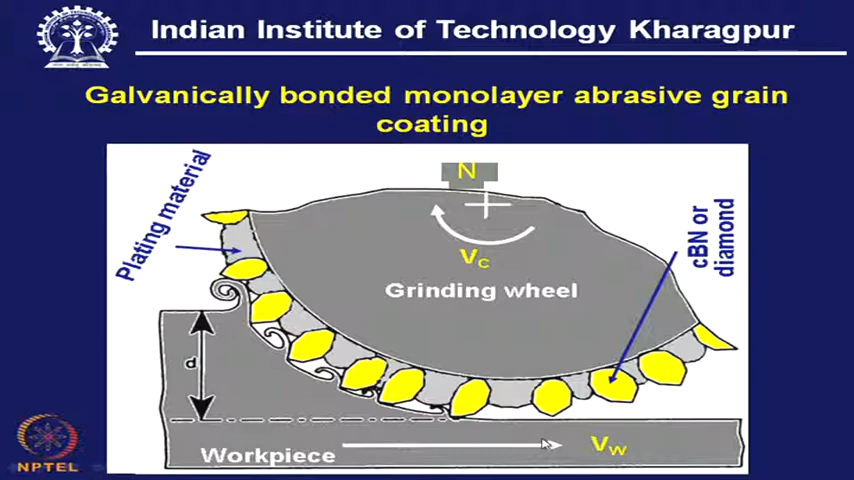 Indian Institute of Technology Kharagpur
Galvanically bonded monolayer abrasive grain
coating
Plating material
N
cBN or
diamond
Vc
Grinding wheel
d
Workpiece
Vw
NPTEL